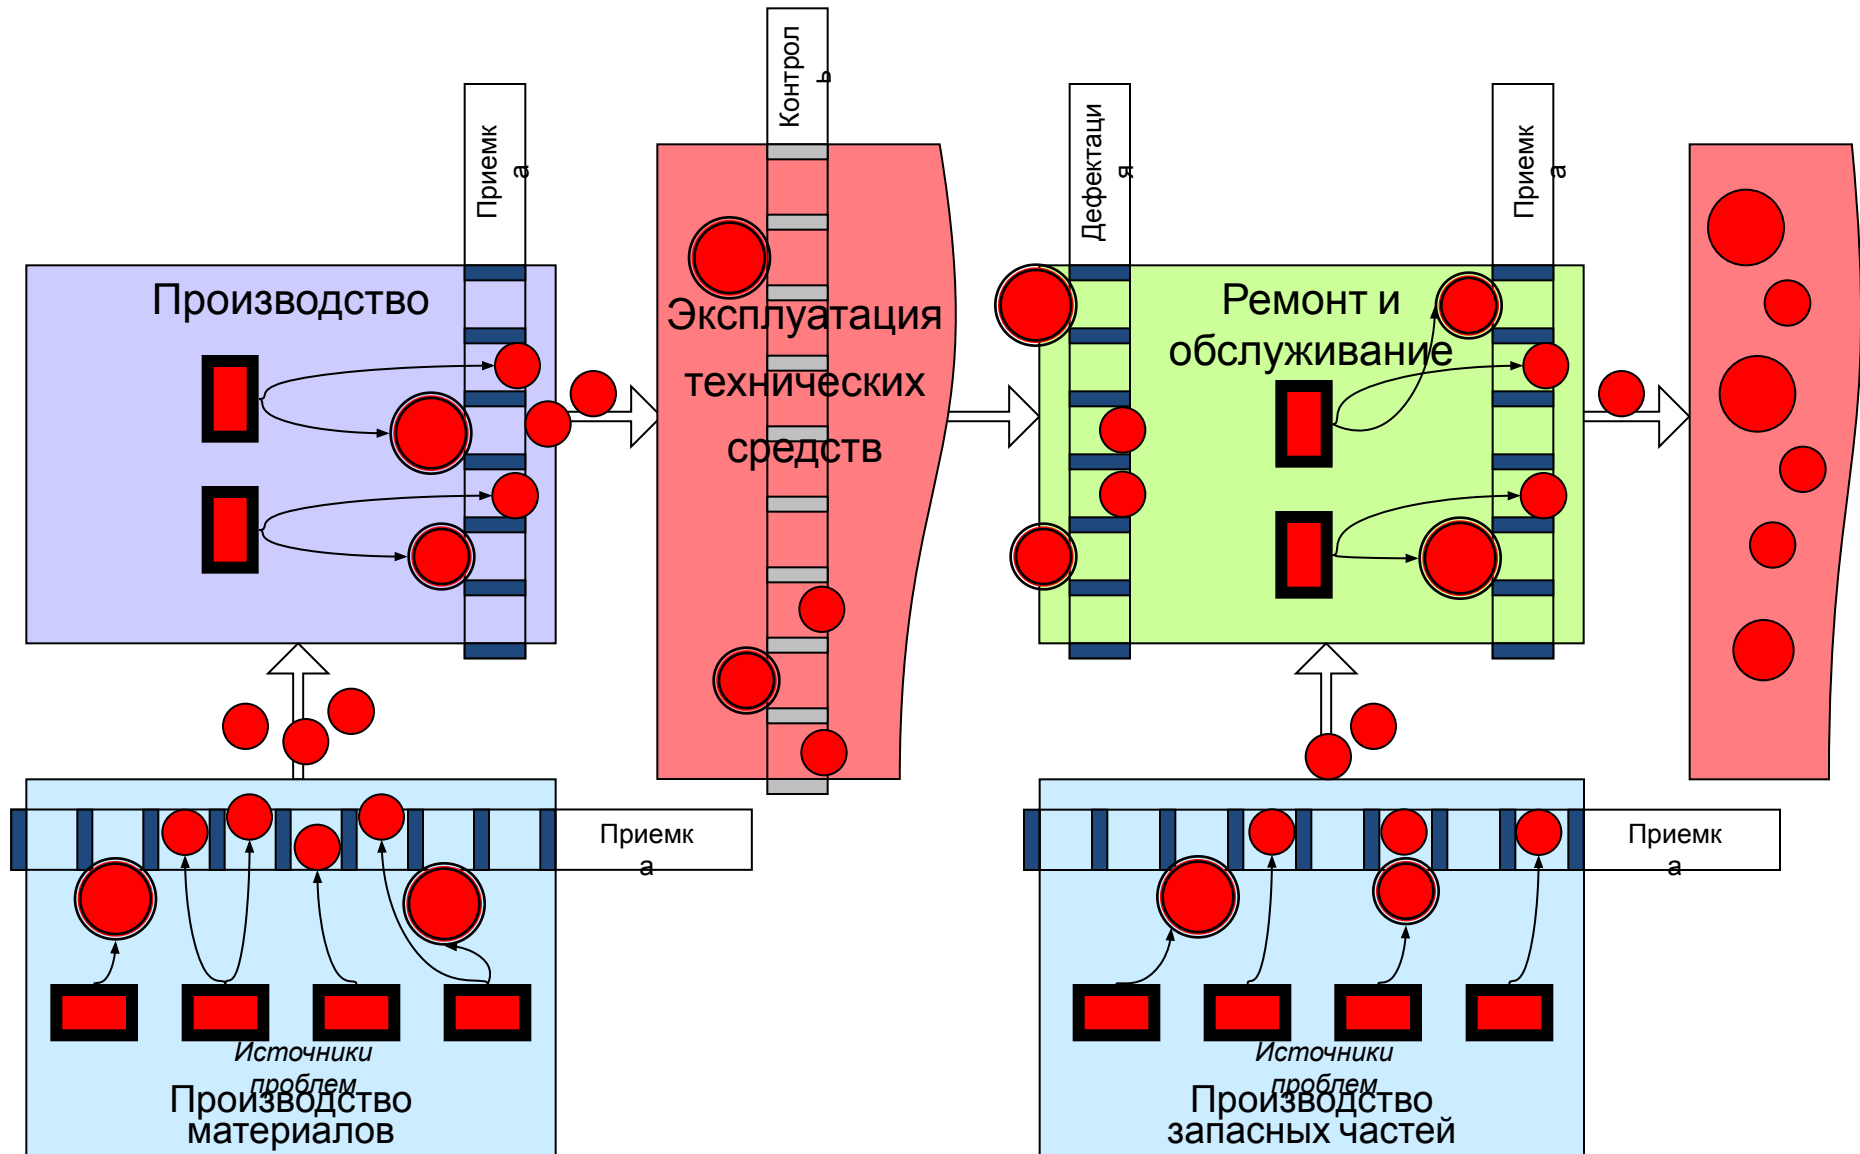 Контрол
ь
Приемк
а
Дефектаци
я
Приемк
а
Производство
Эксплуатация
технических
средств
Ремонт и
обслуживание
Приемк
а
Приемк
а
Источники
проблем
Производство
материалов
Источники
проблем
Производство
запасных частей